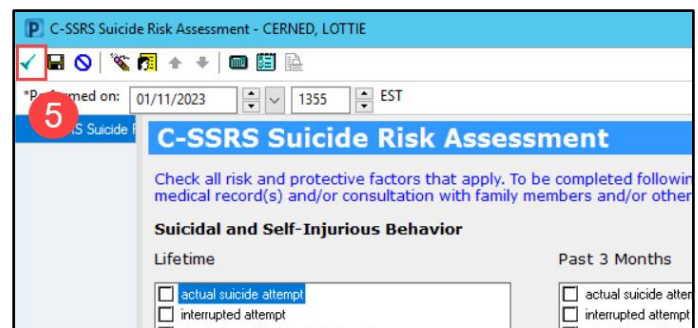 C-SSRS Suicide Risk Assessment - CERNED, LOTTIE
*Performed on: 01/11/2023 1355 EST
5
Suicide
C-SSRS Suicide Risk Assessment
Check all risk and protective factors that apply. To be completed
medical record(s) and/or consultation with family members and/or other
Suicidal and Self-Injurious Behavior
Lifetime Past 3 Months
actual suicide attempt actual suicide
interrupted attempt interrupted attempt